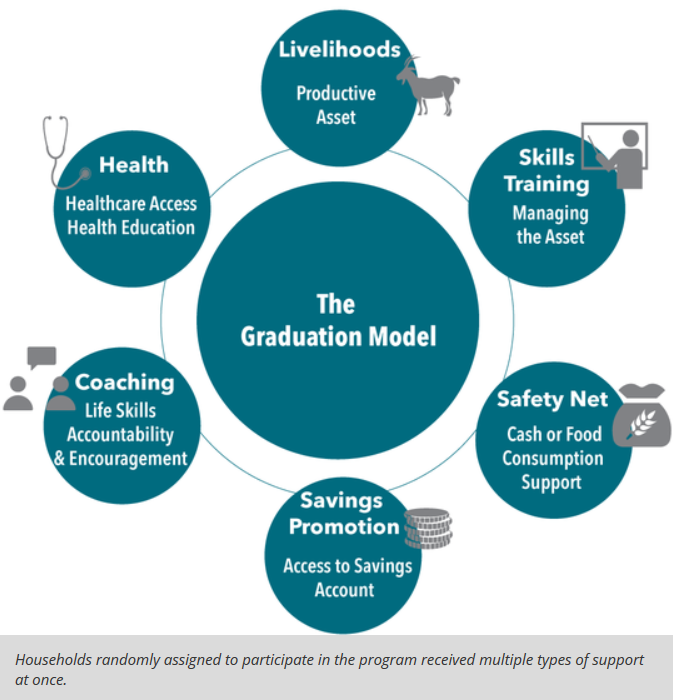 Livelihoods
Productive
Asset
Skills
Training
Managing
the Asset
Safety Net
Cash or Food
Consumption
Support
Savings
Promotion
Access to Savings
Account
Coaching
Life Skills
Accountability
& Encouragement
Health
Healthcare Access
Health Education
The
Graduation Model
Households randomly assigned to participate in the program received multiple types of support
at once.